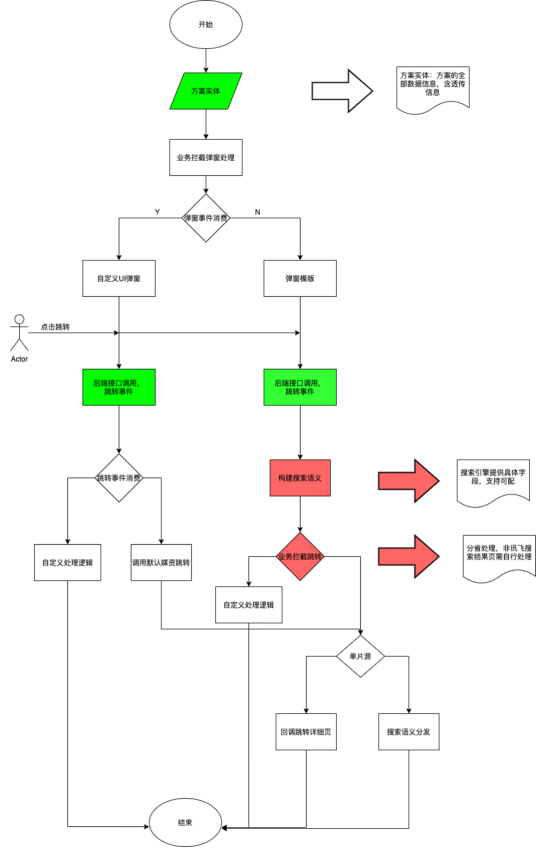 开始
方案实体
方案实体：方案的全
部数据信息，含透传
信息
业务拦截弹窗处理
弹窗事件消费
Y
N
自定义UI弹窗
弹窗模版
点击跳转
Actor
后端接口调用，
跳转事件
后端接口调用，
跳转事件
构建搜索语义
搜索引擎提供具体字
段，支持可配
跳转事件消费
业务拦截跳转
分省处理，非讯飞搜
索结果页需自行处理
自定义处理逻辑
调用默认媒资跳转
自定义处理逻辑
单片源
回调跳转详细页
搜索语义分发
结束